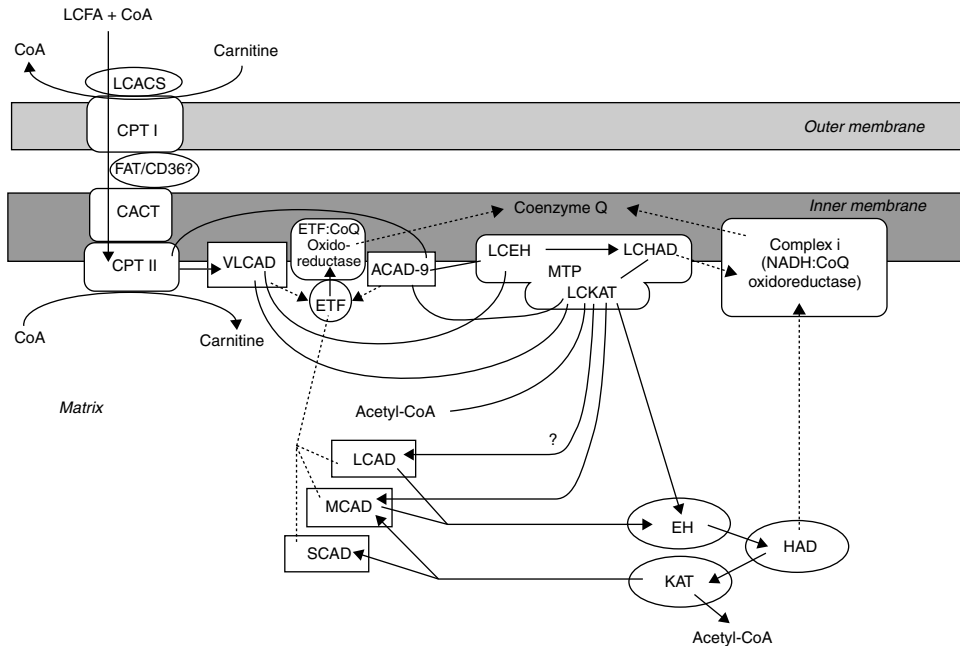 LCFA + CoA
CoA
Carnitine
LCACS
CPT I
Outer membrane
FAT/CD36?
CACT
Inner membrane
Coenzyme Q
ETF:CoQ
Oxido-
reductase
CPT II
VLCAD
ACAD-9
LCEH
LCHAD
MTP
LCKAT
Complex i
(NADH:CoQ
oxidoreductase)
ETF
CoA
Carnitine
Matrix
Acetyl-CoA
?
LCAD
MCAD
SCAD
EH
HAD
KAT
Acetyl-CoA